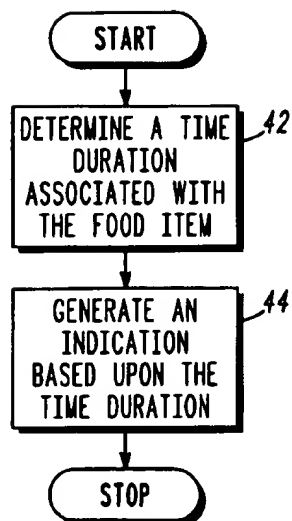 START
DETERMINE A TIME
DURATION
ASSOCIATED WITH
THE FOOD ITEM
42
GENERATE AN
INDICATION
BASED UPON THE
TIME DURATION
44
STOP